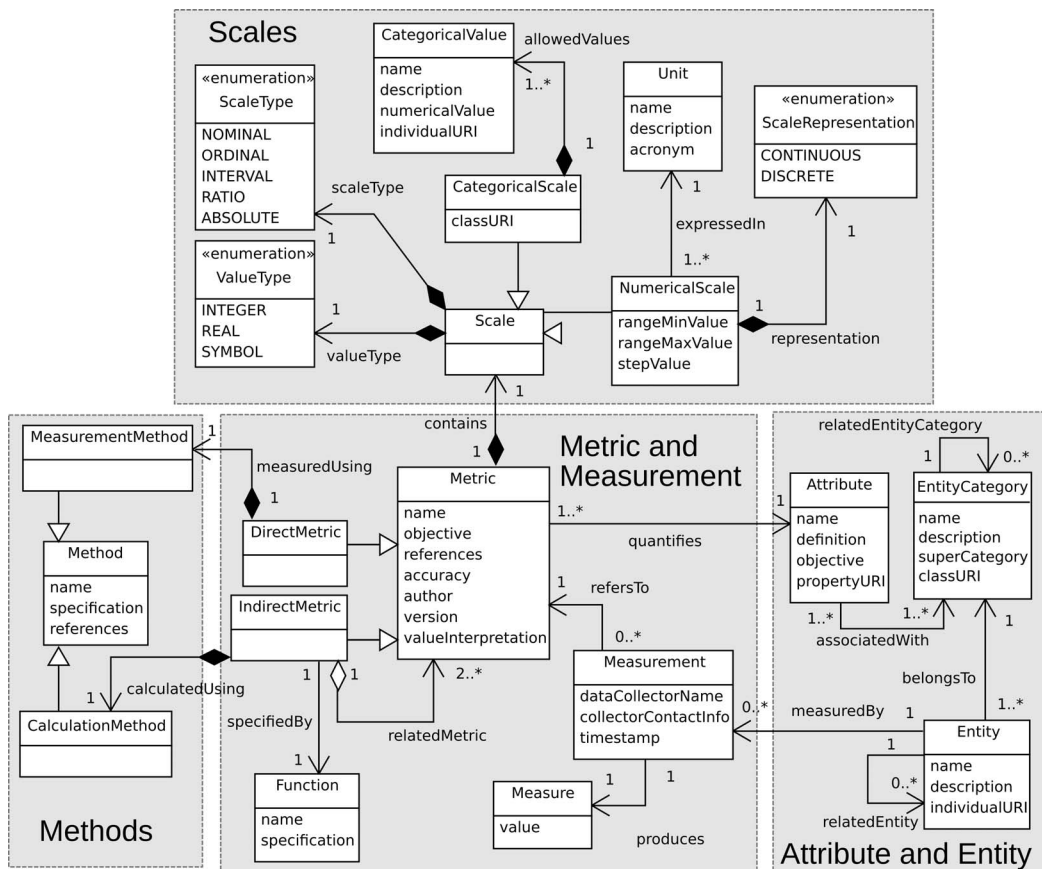 Scales
CategoricalValue
name
description
numericalValue
individualURI
allowedValues
1..*
1
«enumeration»
ScaleType
NOMINAL
ORDINAL
INTERVAL
RATIO
ABSOLUTE
scaleType
1
«enumeration»
ValueType
INTEGER
REAL
SYMBOL
1
valueType
CategoricalScale
classURI
Scale
Unit
name
description
acronym
1
expressedIn
1..*
«enumeration»
ScaleRepresentation
CONTINUOUS
DISCRETE
1
NumericalScale
rangeMinValue
rangeMaxValue
stepValue
1
representation
1
contains
1
MeasurementMethod
1
measuredUsing
1
Method
name
specification
references
calculatedUsing
1
CalculationMethod
Methods
Metric and
Measurement
Metric
name
objective
references
accuracy
author
version
valueInterpretation
DirectMetric
IndirectMetric
1
1
specifiedBy
1
2..*
relatedMetric
Function
name
specification
1..*
quantifies
1
1
refersTo
0..*
Measurement
dataCollectorName
collectorContactInfo
timestamp
0..*
measuredBy
1
1
1
Measure
value
produces
relatedEntityCategory
1
0..*
Attribute
name
definition
objective
propertyURI
EntityCategory
name
description
superCategory
classURI
1..*
1..*
associatedWith
1
belongsTo
1..*
Entity
name
description
individualURI
1
0..*
relatedEntity
Attribute and Entity